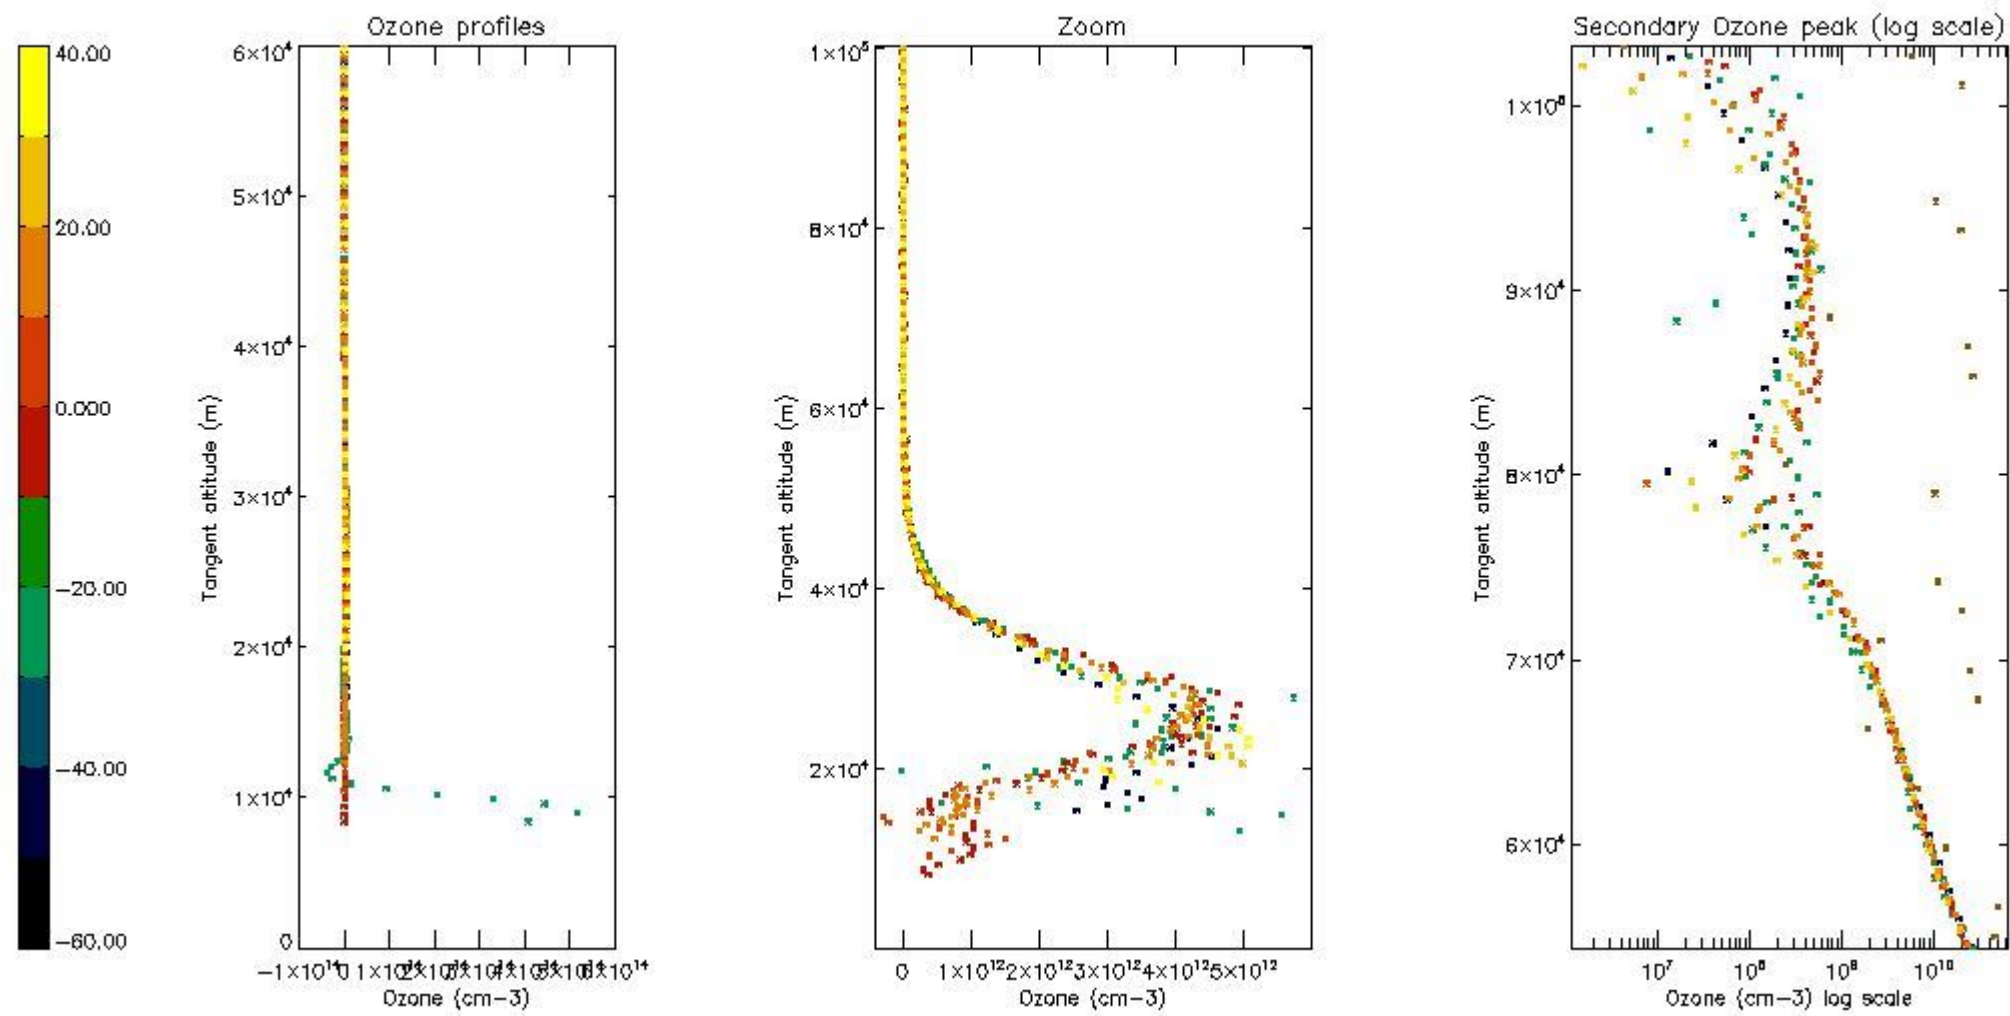 Ozone profiles
Zoom
Secondary Ozone peak (log scale)
40.00
20.00
0.000
−20.00
−40.00
−60.00
6×10⁴
5×10⁴
4×10⁴
3×10⁴
2×10⁴
1×10⁴
0
Tangent altitude (m)
Ozone (cm−3)
1×10⁵
8×10⁴
6×10⁴
4×10⁴
2×10⁴
Tangent altitude (m)
0 1×10¹² 2×10¹² 3×10¹² 4×10¹² 5×10¹²
Ozone (cm−3)
1×10⁵
9×10⁴
8×10⁴
7×10⁴
6×10⁴
Tangent altitude (m)
10⁷ 10⁸ 10⁹ 10¹⁰
Ozone (cm−3) log scale